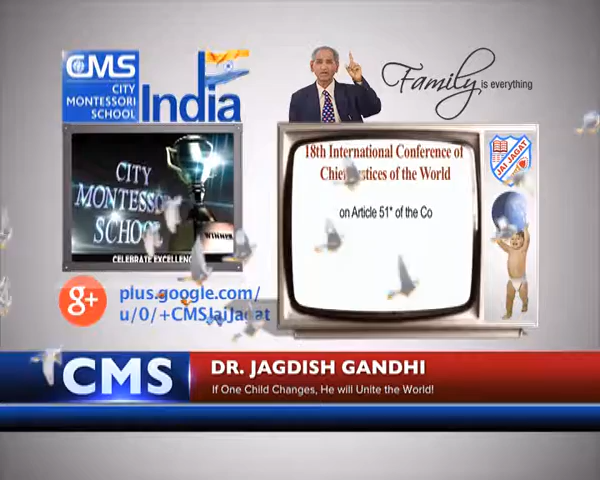 CMS
CITY
MONTESSORI
SCHOOL
India
Family is everything
CITY
MONTESSORI
SCHOOL
WINNER
CELEBRATE EXCELLENC
18th International Conference of
of the World
on Article 51* of the Co
JAI JAGAT
g+
plus.google.com/
u/0/+CMSJaiJagat
CMS
DR. JAGDISH GANDHI
If One Child Changes, He will Unite the World!